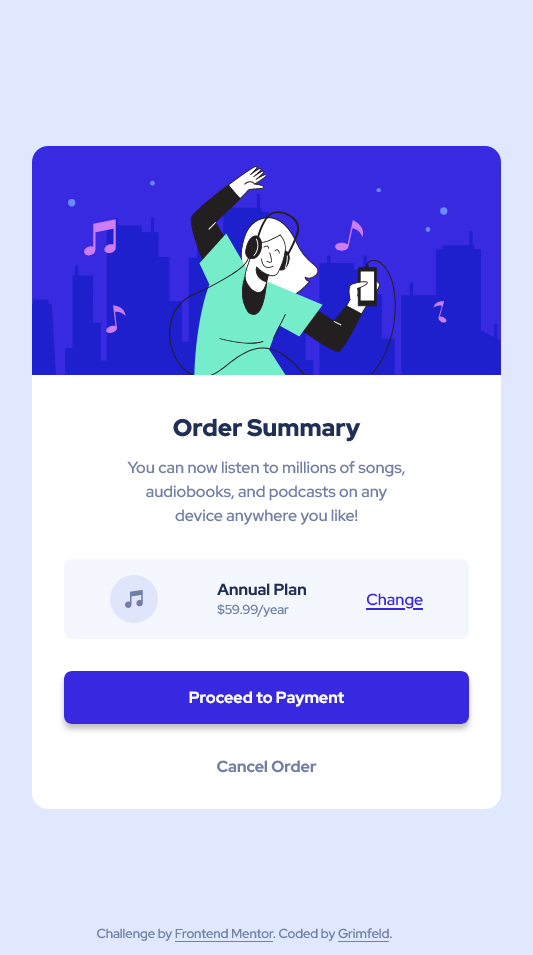 Order Summary
You can now listen to millions of songs,
audiobooks, and podcasts on any
device anywhere you like!
Annual Plan
$59.99/year
Change
Proceed to Payment
Cancel Order
Challenge by Frontend Mentor. Coded by Grimfeld.